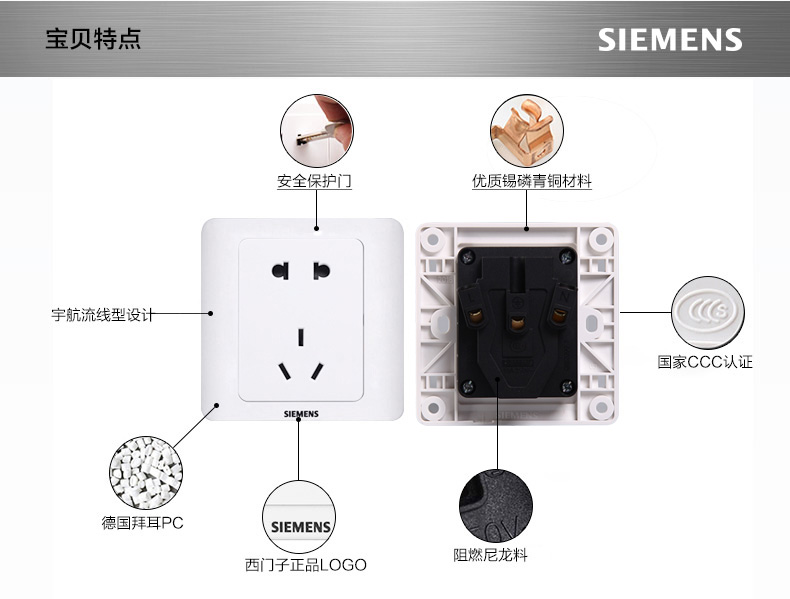 宝贝特点
SIEMENS
安全保护门
优质锡磷青铜材料
宇航流线型设计
国家CCC认证
CCC S
SIEMENS
德国拜耳PC
SIEMENS
西门子正品LOGO
阻燃尼龙料